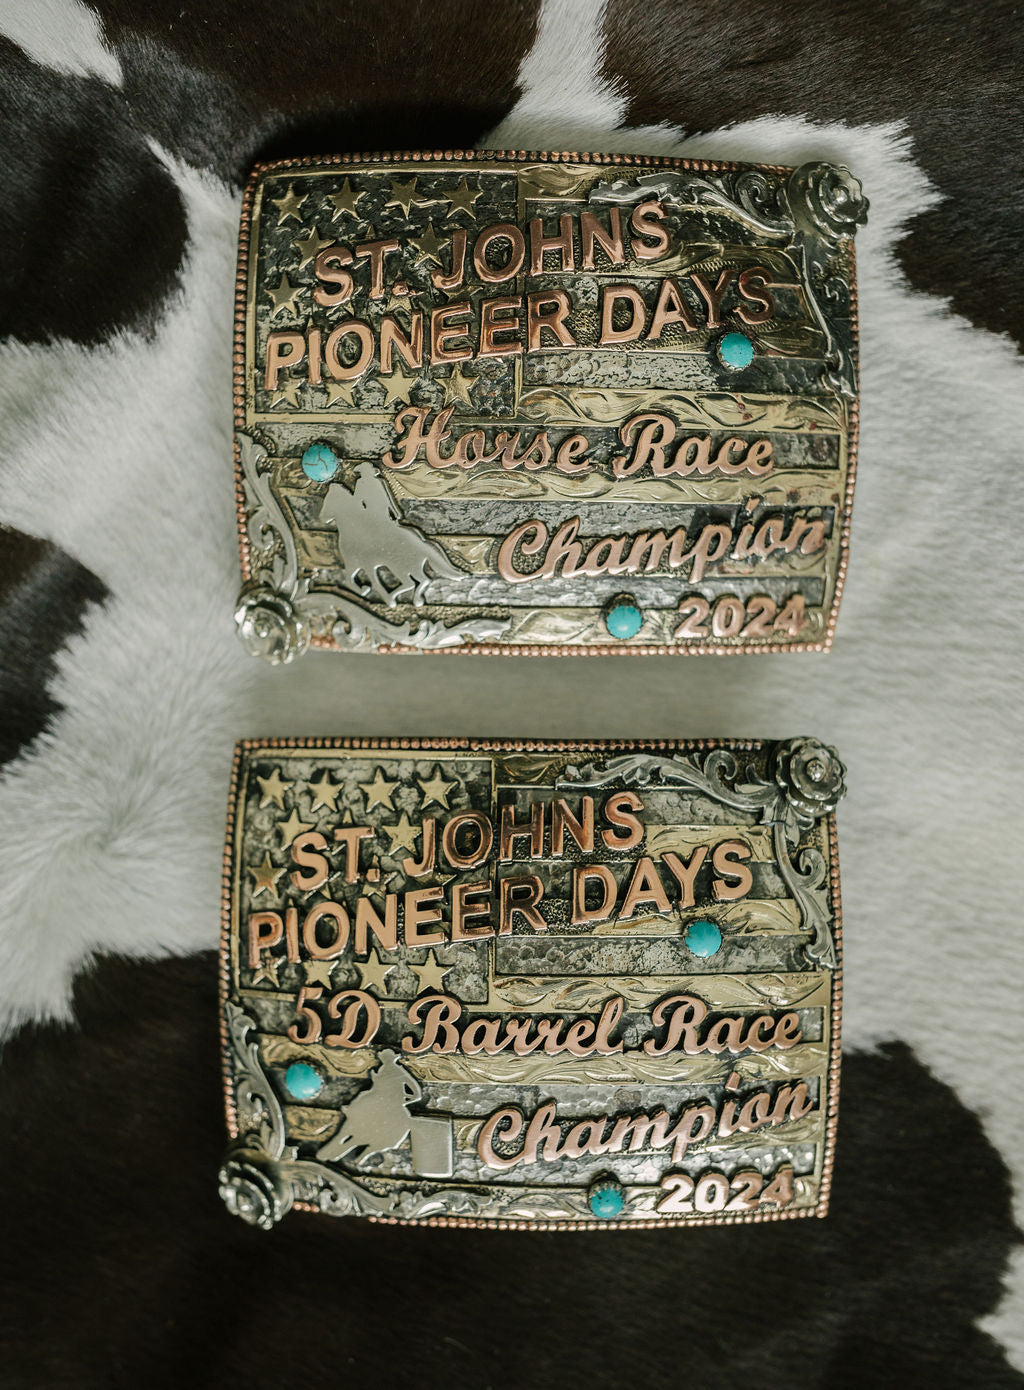 ST. JOHNS
PIONEER DAYS
Horse Race
Champion
2024
ST. JOHNS
PIONEER DAYS
5D Barrel Race
Champion
2024